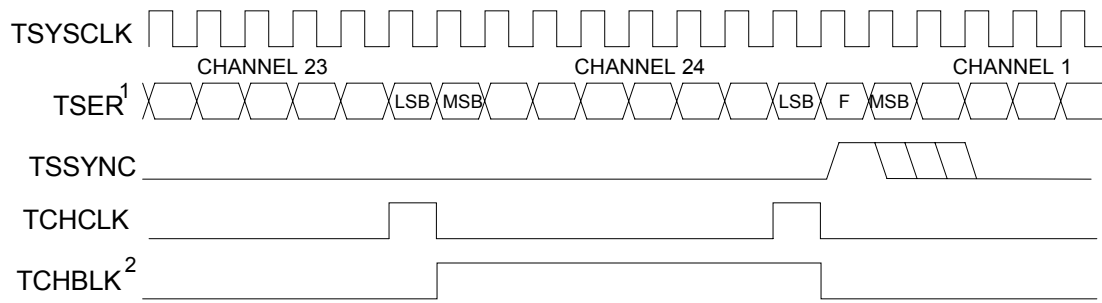 TSYSCLK
CHANNEL 23 CHANNEL 24 CHANNEL 1
TSER1 LSB MSB LSB F MSB
TSSYNC
TCHCLK
TCHBLK2